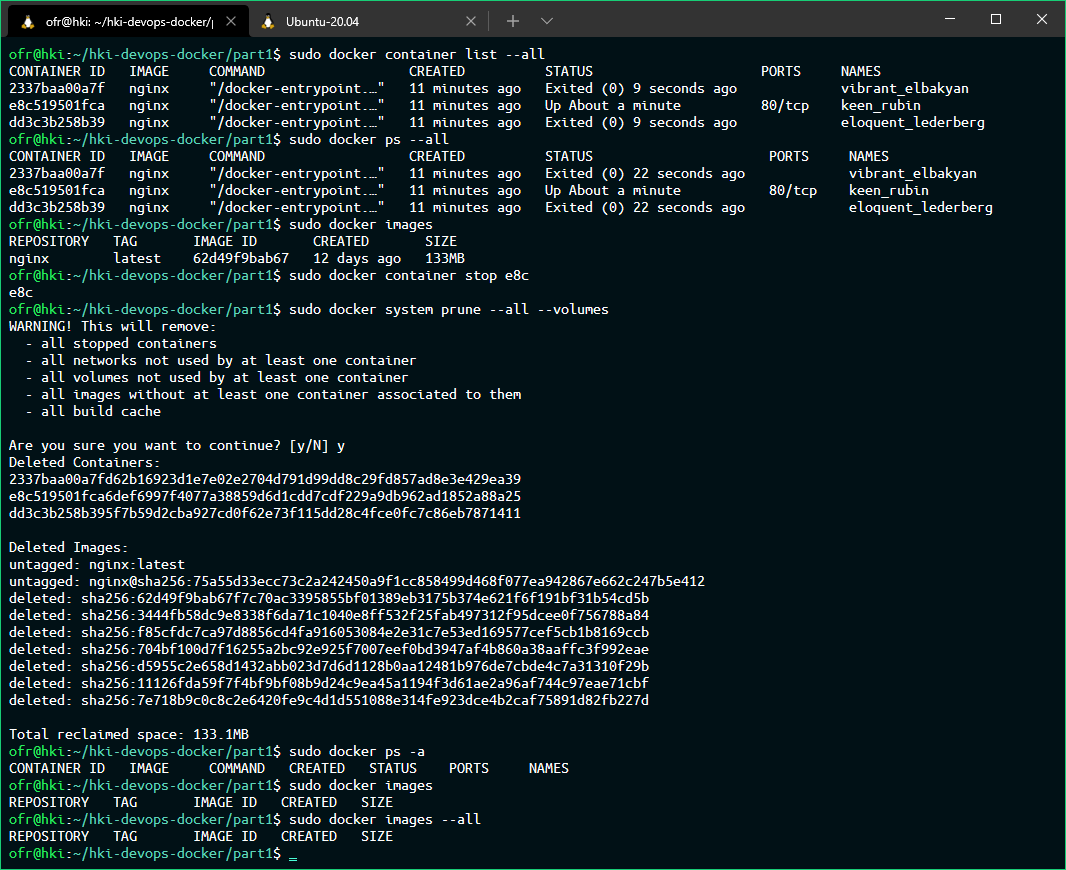 ofr@hki: ~/hki-devops-docker/p
Ubuntu-20.04
ofr@hki:~/hki-devops-docker/part1$ sudo docker container list --all
CONTAINER ID   IMAGE     COMMAND                  CREATED          STATUS                     PORTS     NAMES
2337baa00a7f   nginx     "/docker-entrypoint.…"   11 minutes ago   Exited (0) 9 seconds ago             vibrant_elbakyan
e8c519501fca   nginx     "/docker-entrypoint.…"   11 minutes ago   Up About a minute          80/tcp    keen_rubin
dd3c3b258b39   nginx     "/docker-entrypoint.…"   11 minutes ago   Exited (0) 9 seconds ago             eloquent_lederberg
ofr@hki:~/hki-devops-docker/part1$ sudo docker ps --all
CONTAINER ID   IMAGE     COMMAND                  CREATED          STATUS                      PORTS     NAMES
2337baa00a7f   nginx     "/docker-entrypoint.…"   11 minutes ago   Exited (0) 22 seconds ago             vibrant_elbakyan
e8c519501fca   nginx     "/docker-entrypoint.…"   11 minutes ago   Up About a minute           80/tcp    keen_rubin
dd3c3b258b39   nginx     "/docker-entrypoint.…"   11 minutes ago   Exited (0) 22 seconds ago             eloquent_lederberg
ofr@hki:~/hki-devops-docker/part1$ sudo docker images
REPOSITORY   TAG       IMAGE ID       CREATED       SIZE
nginx        latest    62d49f9bab67   12 days ago   133MB
ofr@hki:~/hki-devops-docker/part1$ sudo docker container stop e8c
e8c
ofr@hki:~/hki-devops-docker/part1$ sudo docker system prune --all --volumes
WARNING! This will remove:
  - all stopped containers
  - all networks not used by at least one container
  - all volumes not used by at least one container
  - all images without at least one container associated to them
  - all build cache
Are you sure you want to continue? [y/N] y
Deleted Containers:
2337baa00a7fd62b16923d1e7e02e2704d791d99dd8c29fd857ad8e3e429ea39
e8c519501fca6def6997f4077a38859d6d1cdd7cdf229a9db962ad1852a88a25
dd3c3b258b395f7b59d2cba927cd0f62e73f115dd28c4fce0fc7c86eb7871411
Deleted Images:
untagged: nginx:latest
untagged: nginx@sha256:75a55d33ecc73c2a242450a9f1cc858499d468f077ea942867e662c247b5e412
deleted: sha256:62d49f9bab67f7c70ac3395855bf01389eb3175b374e621f6f191bf31b54cd5b
deleted: sha256:3444fb58dc9e8338f6da71c1040e8ff532f25fab497312f95dcee0f756788a84
deleted: sha256:f85cfdc7ca97d8856cd4fa916053084e2e31c7e53ed169577cef5cb1b8169ccb
deleted: sha256:704bf100d7f16255a2bc92e925f7007eef0bd3947af4b860a38aaffc3f992eae
deleted: sha256:d5955c2e658d1432abb023d7d6d1128b0aa12481b976de7cbde4c7a31310f29b
deleted: sha256:11126fda59f7f4bf9bf08b9d24c9ea45a1194f3d61ae2a96af744c97eae71cbf
deleted: sha256:7e718b9c0c8c2e6420fe9c4d1d551088e314fe923dce4b2caf75891d82fb227d
Total reclaimed space: 133.1MB
ofr@hki:~/hki-devops-docker/part1$ sudo docker ps -a
CONTAINER ID   IMAGE     COMMAND   CREATED   STATUS    PORTS     NAMES
ofr@hki:~/hki-devops-docker/part1$ sudo docker images
REPOSITORY   TAG       IMAGE ID   CREATED   SIZE
ofr@hki:~/hki-devops-docker/part1$ sudo docker images --all
REPOSITORY   TAG       IMAGE ID   CREATED   SIZE
ofr@hki:~/hki-devops-docker/part1$ _